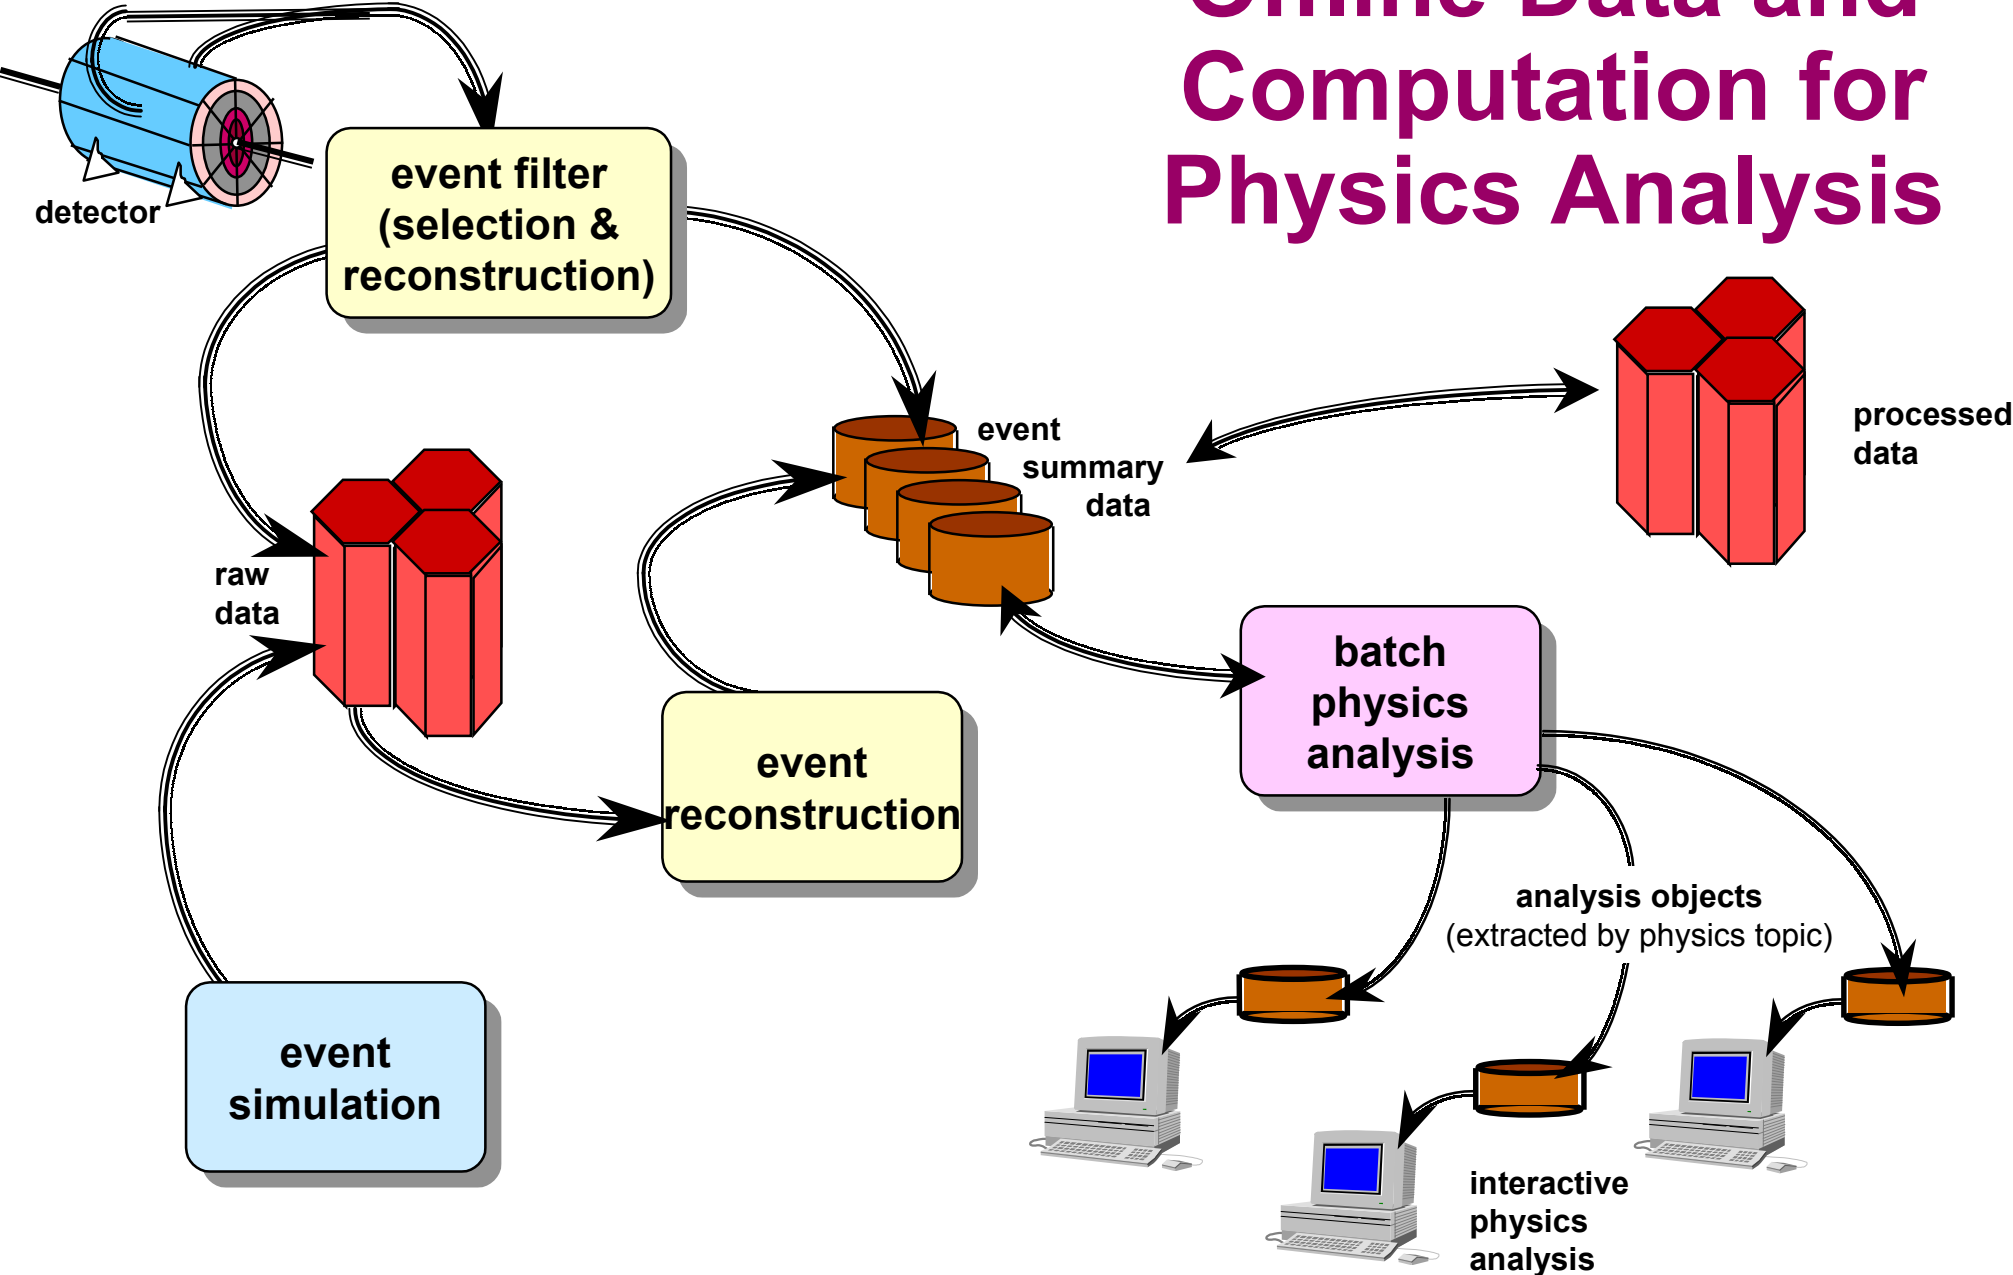 Computation for
Physics Analysis
detector
event filter
(selection &
reconstruction)
event
summary
data
processed
data
raw
data
batch
physics
analysis
event
reconstruction
analysis objects
(extracted by physics topic)
event
simulation
interactive
physics
analysis